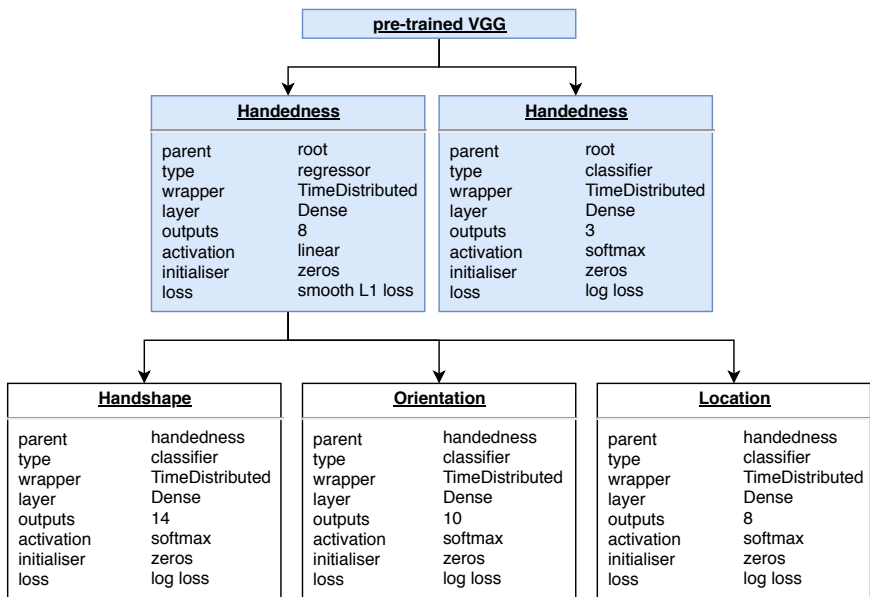 pre-trained VGG
Handedness
parent root
type regressor
wrapper TimeDistributed
layer Dense
outputs 8
activation linear
initialiser zeros
loss smooth L1 loss
Handedness
parent root
type classifier
wrapper TimeDistributed
layer Dense
outputs 3
activation softmax
initialiser zeros
loss log loss
Handshape
parent handedness
type classifier
wrapper TimeDistributed
layer Dense
outputs 14
activation softmax
initialiser zeros
loss log loss
Orientation
parent handedness
type classifier
wrapper TimeDistributed
layer Dense
outputs 10
activation softmax
initialiser zeros
loss log loss
Location
parent handedness
type classifier
wrapper TimeDistributed
layer Dense
outputs 8
activation softmax
initialiser zeros
loss log loss